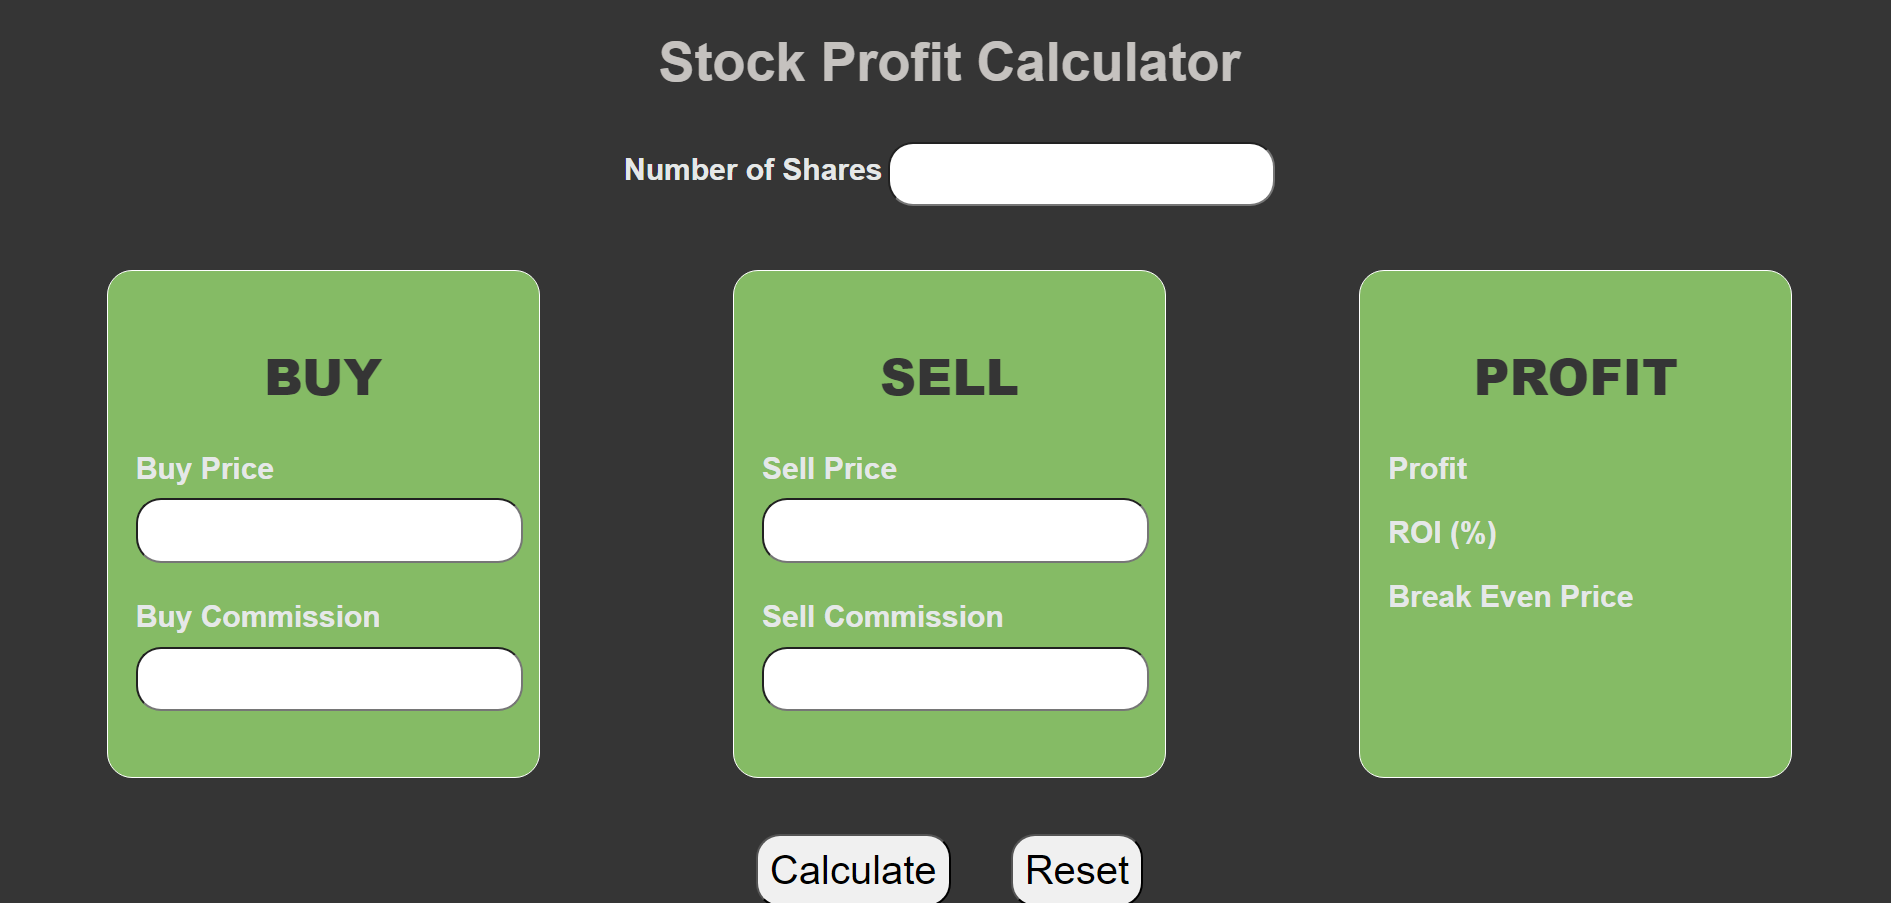 Stock Profit Calculator
Number of Shares
BUY
Buy Price
Buy Commission
SELL
Sell Price
Sell Commission
PROFIT
Profit
ROI (%)
Break Even Price
Calculate
Reset